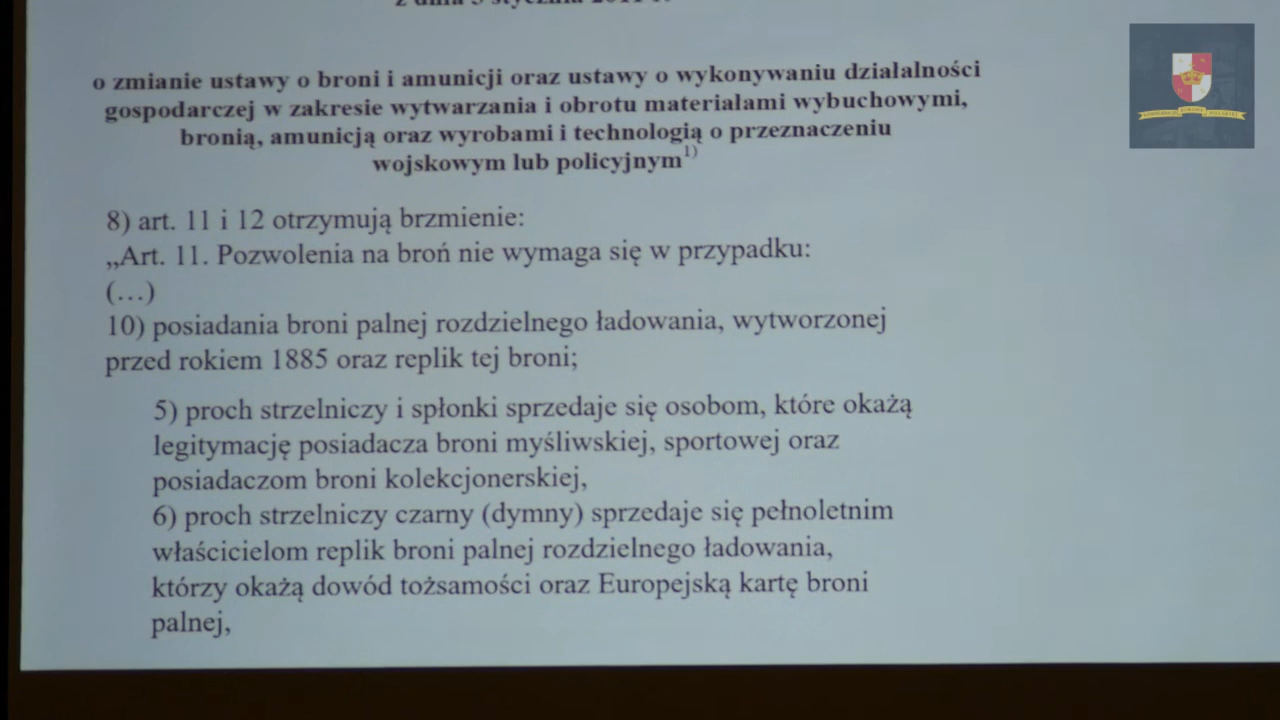 o zmianie ustawy o broni i amunicji oraz ustawy o wykonywaniu działalności
gospodarczej w zakresie wytwarzania i obrotu materiałami wybuchowymi,
bronią, amunicją oraz wyrobami i technologią o przeznaczeniu
wojskowym lub policyjnym1)
8) art. 11 i 12 otrzymują brzmienie:
„Art. 11. Pozwolenia na broń nie wymaga się w przypadku:
(…)
10) posiadania broni palnej rozdzielnego ładowania, wytworzonej
przed rokiem 1885 oraz replik tej broni;
5) proch strzelniczy i spłonki sprzedaje się osobom, które okażą
legitymację posiadacza broni myśliwskiej, sportowej oraz
posiadaczom broni kolekcjonerskiej,
6) proch strzelniczy czarny (dymny) sprzedaje się pełnoletnim
właścicielom replik broni palnej rozdzielnego ładowania,
którzy okażą dowód tożsamości oraz Europejską kartę broni
palnej,